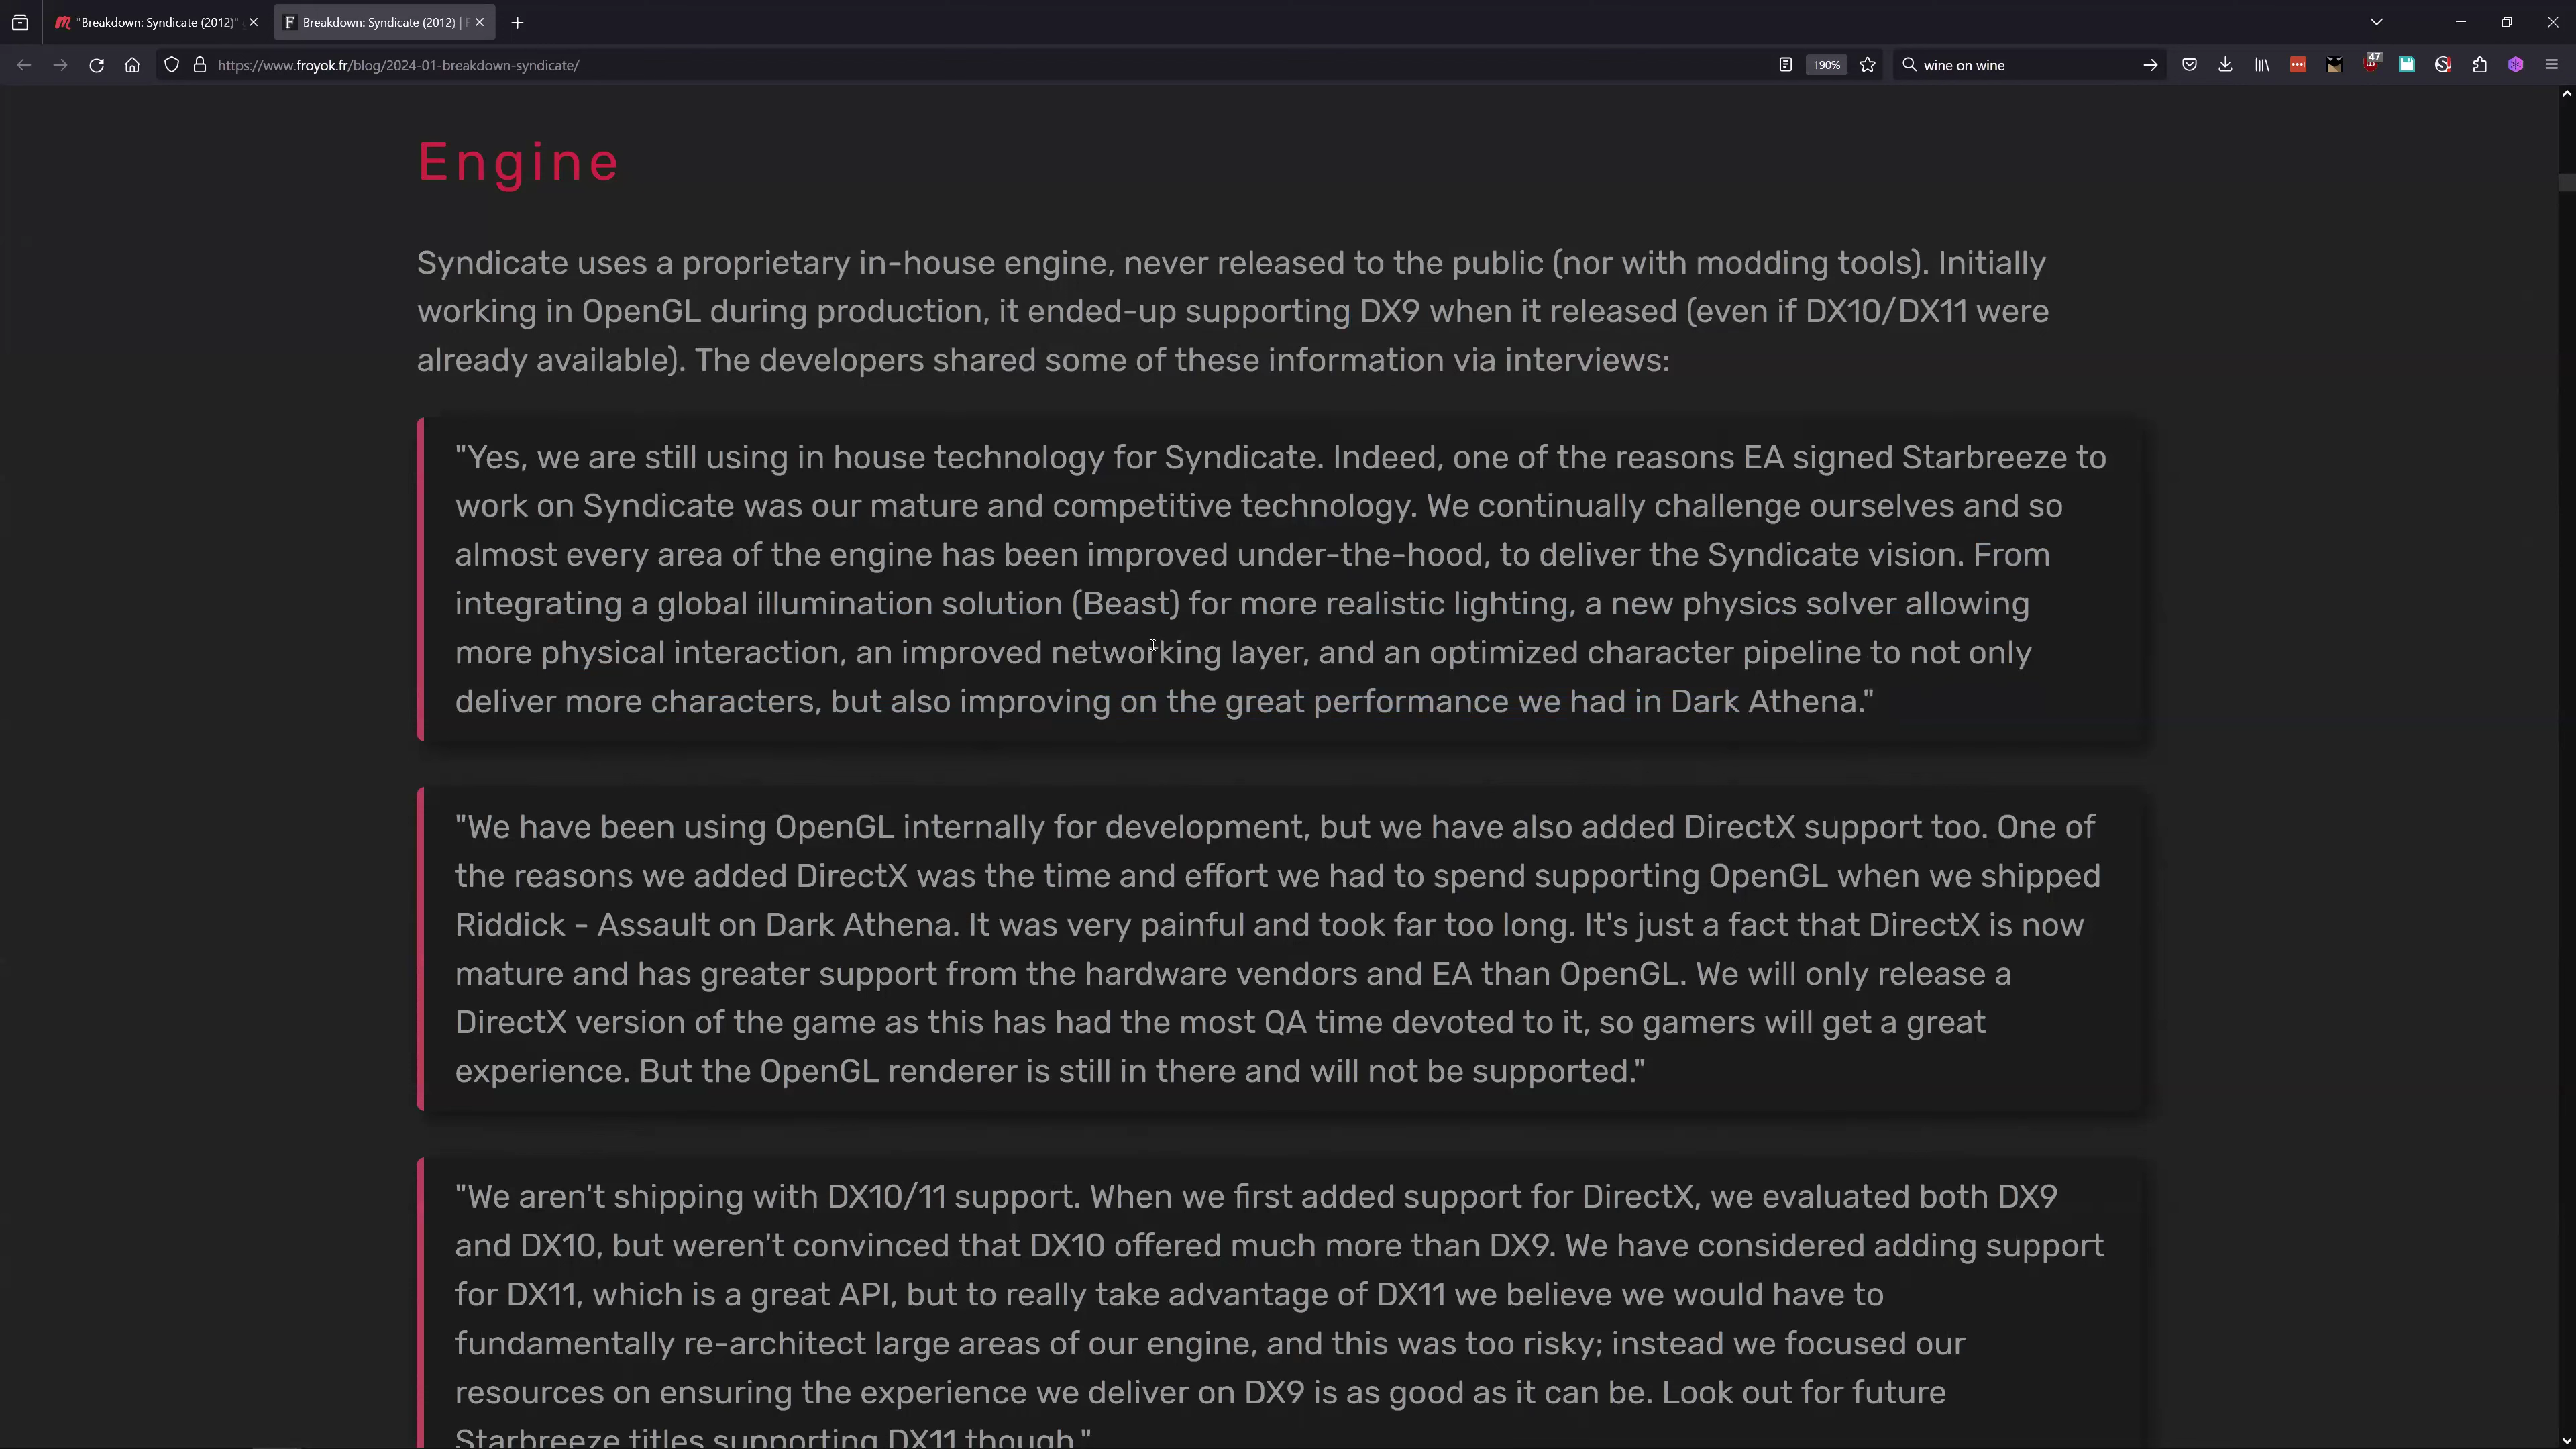 "Breakdown: Syndicate (2012)"
Breakdown: Syndicate (2012) | F
https://www.froyok.fr/blog/2024-01-breakdown-syndicate/
190%
wine on wine
47
Engine
Syndicate uses a proprietary in-house engine, never released to the public (nor with modding tools). Initially
working in OpenGL during production, it ended-up supporting DX9 when it released (even if DX10/DX11 were
already available). The developers shared some of these information via interviews:
"Yes, we are still using in house technology for Syndicate. Indeed, one of the reasons EA signed Starbreeze to
work on Syndicate was our mature and competitive technology. We continually challenge ourselves and so
almost every area of the engine has been improved under-the-hood, to deliver the Syndicate vision. From
integrating a global illumination solution (Beast) for more realistic lighting, a new physics solver allowing
more physical interaction, an improved networking layer, and an optimized character pipeline to not only
deliver more characters, but also improving on the great performance we had in Dark Athena."
"We have been using OpenGL internally for development, but we have also added DirectX support too. One of
the reasons we added DirectX was the time and effort we had to spend supporting OpenGL when we shipped
Riddick - Assault on Dark Athena. It was very painful and took far too long. It's just a fact that DirectX is now
mature and has greater support from the hardware vendors and EA than OpenGL. We will only release a
DirectX version of the game as this has had the most QA time devoted to it, so gamers will get a great
experience. But the OpenGL renderer is still in there and will not be supported."
"We aren't shipping with DX10/11 support. When we first added support for DirectX, we evaluated both DX9
and DX10, but weren't convinced that DX10 offered much more than DX9. We have considered adding support
for DX11, which is a great API, but to really take advantage of DX11 we believe we would have to
fundamentally re-architect large areas of our engine, and this was too risky; instead we focused our
resources on ensuring the experience we deliver on DX9 is as good as it can be. Look out for future
Starbreeze titles supporting DX11 though."